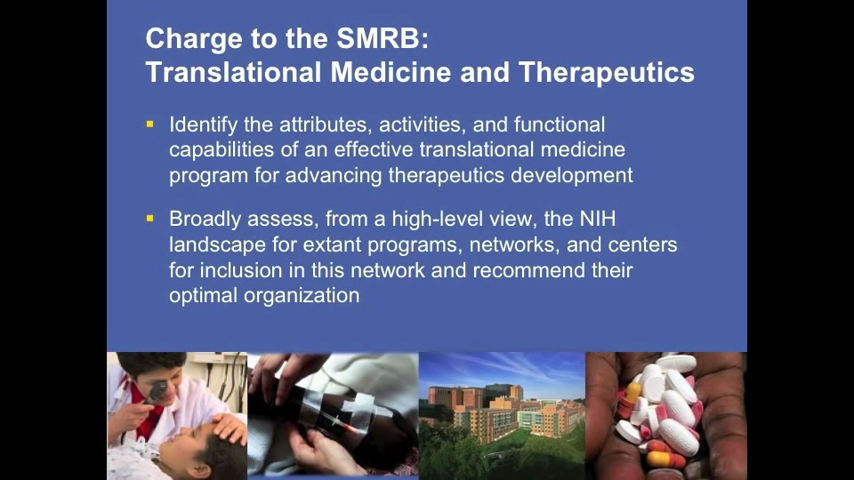 Charge to the SMRB:
Translational Medicine and Therapeutics
Identify the attributes, activities, and functional
capabilities of an effective translational medicine
program for advancing therapeutics development
Broadly assess, from a high-level view, the NIH
landscape for extant programs, networks, and centers
for inclusion in this network and recommend their
optimal organization